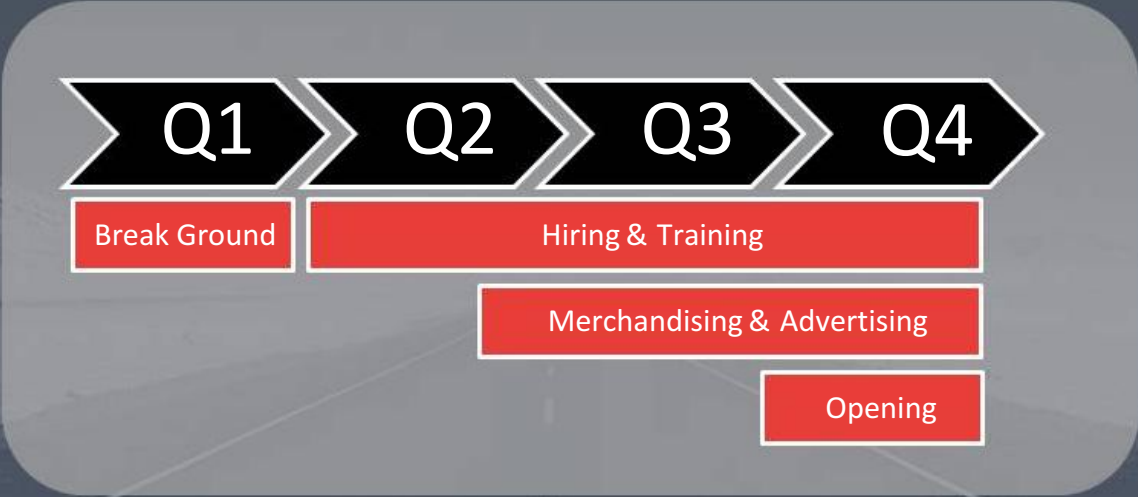 Q1 Q2 Q3 Q4
Break Ground Hiring & Training
Merchandising & Advertising
Opening